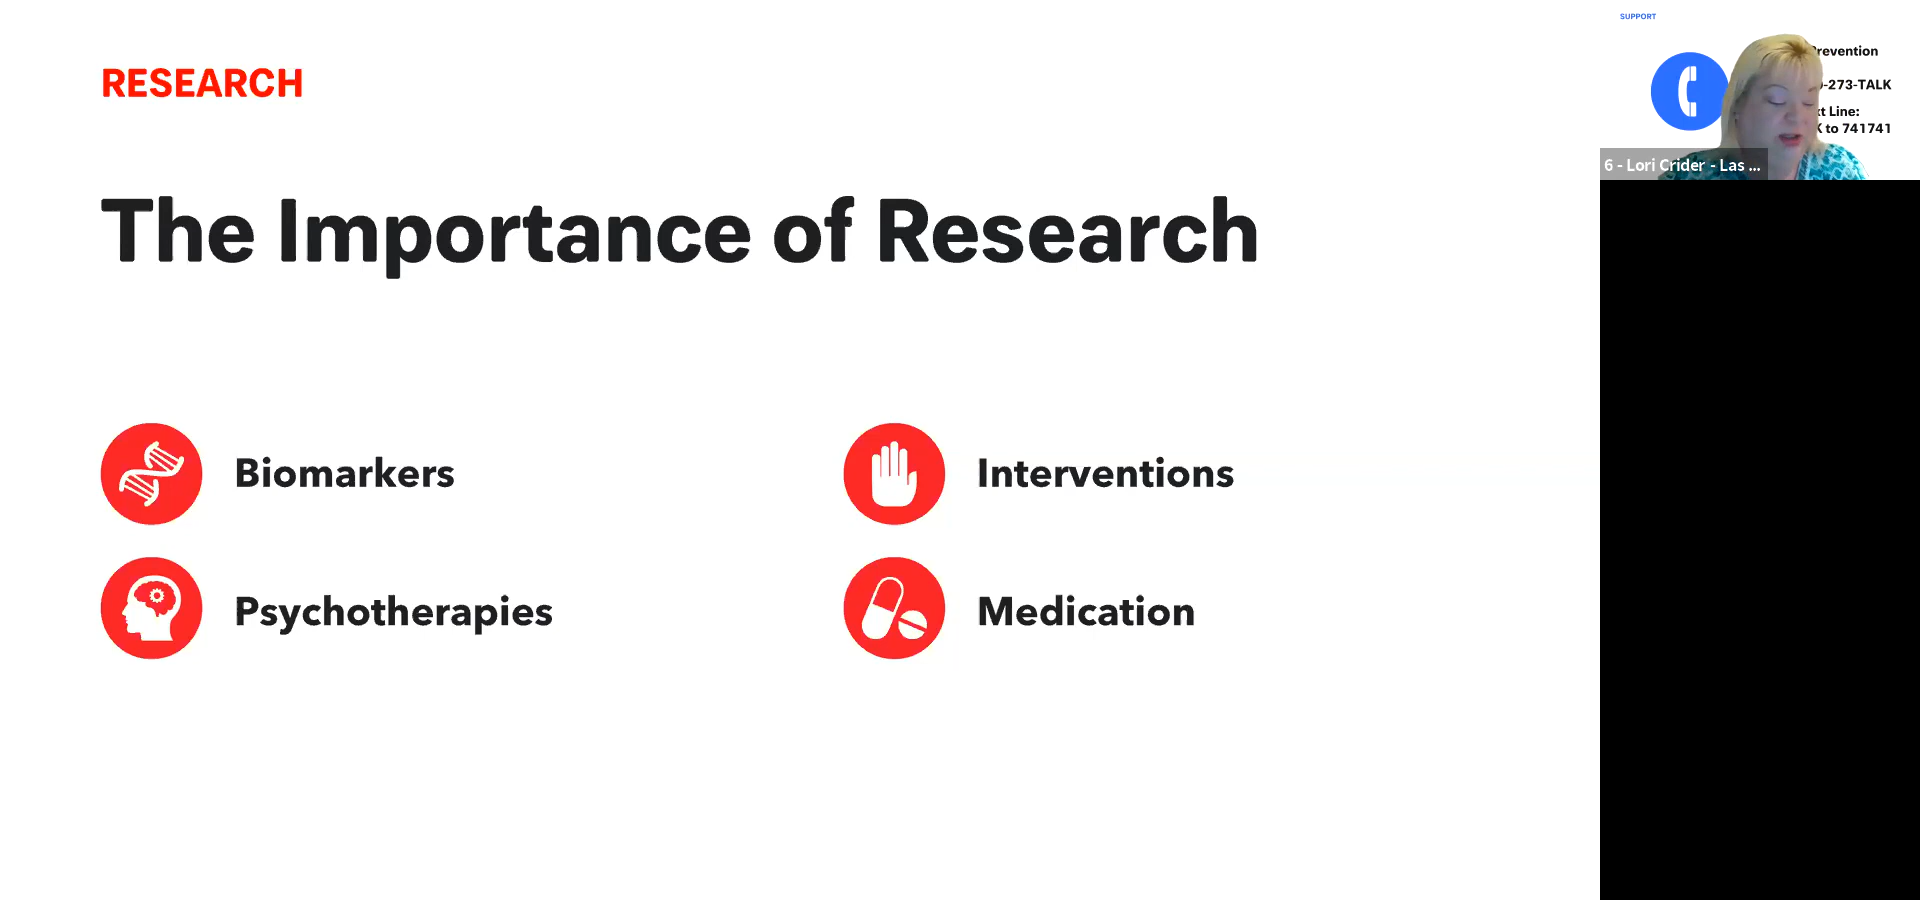 RESEARCH
The Importance of Research
Biomarkers
Interventions
Psychotherapies
Medication
SUPPORT
-273-TALK
Line:
to 741741
6 - Lori Crider - Las ...